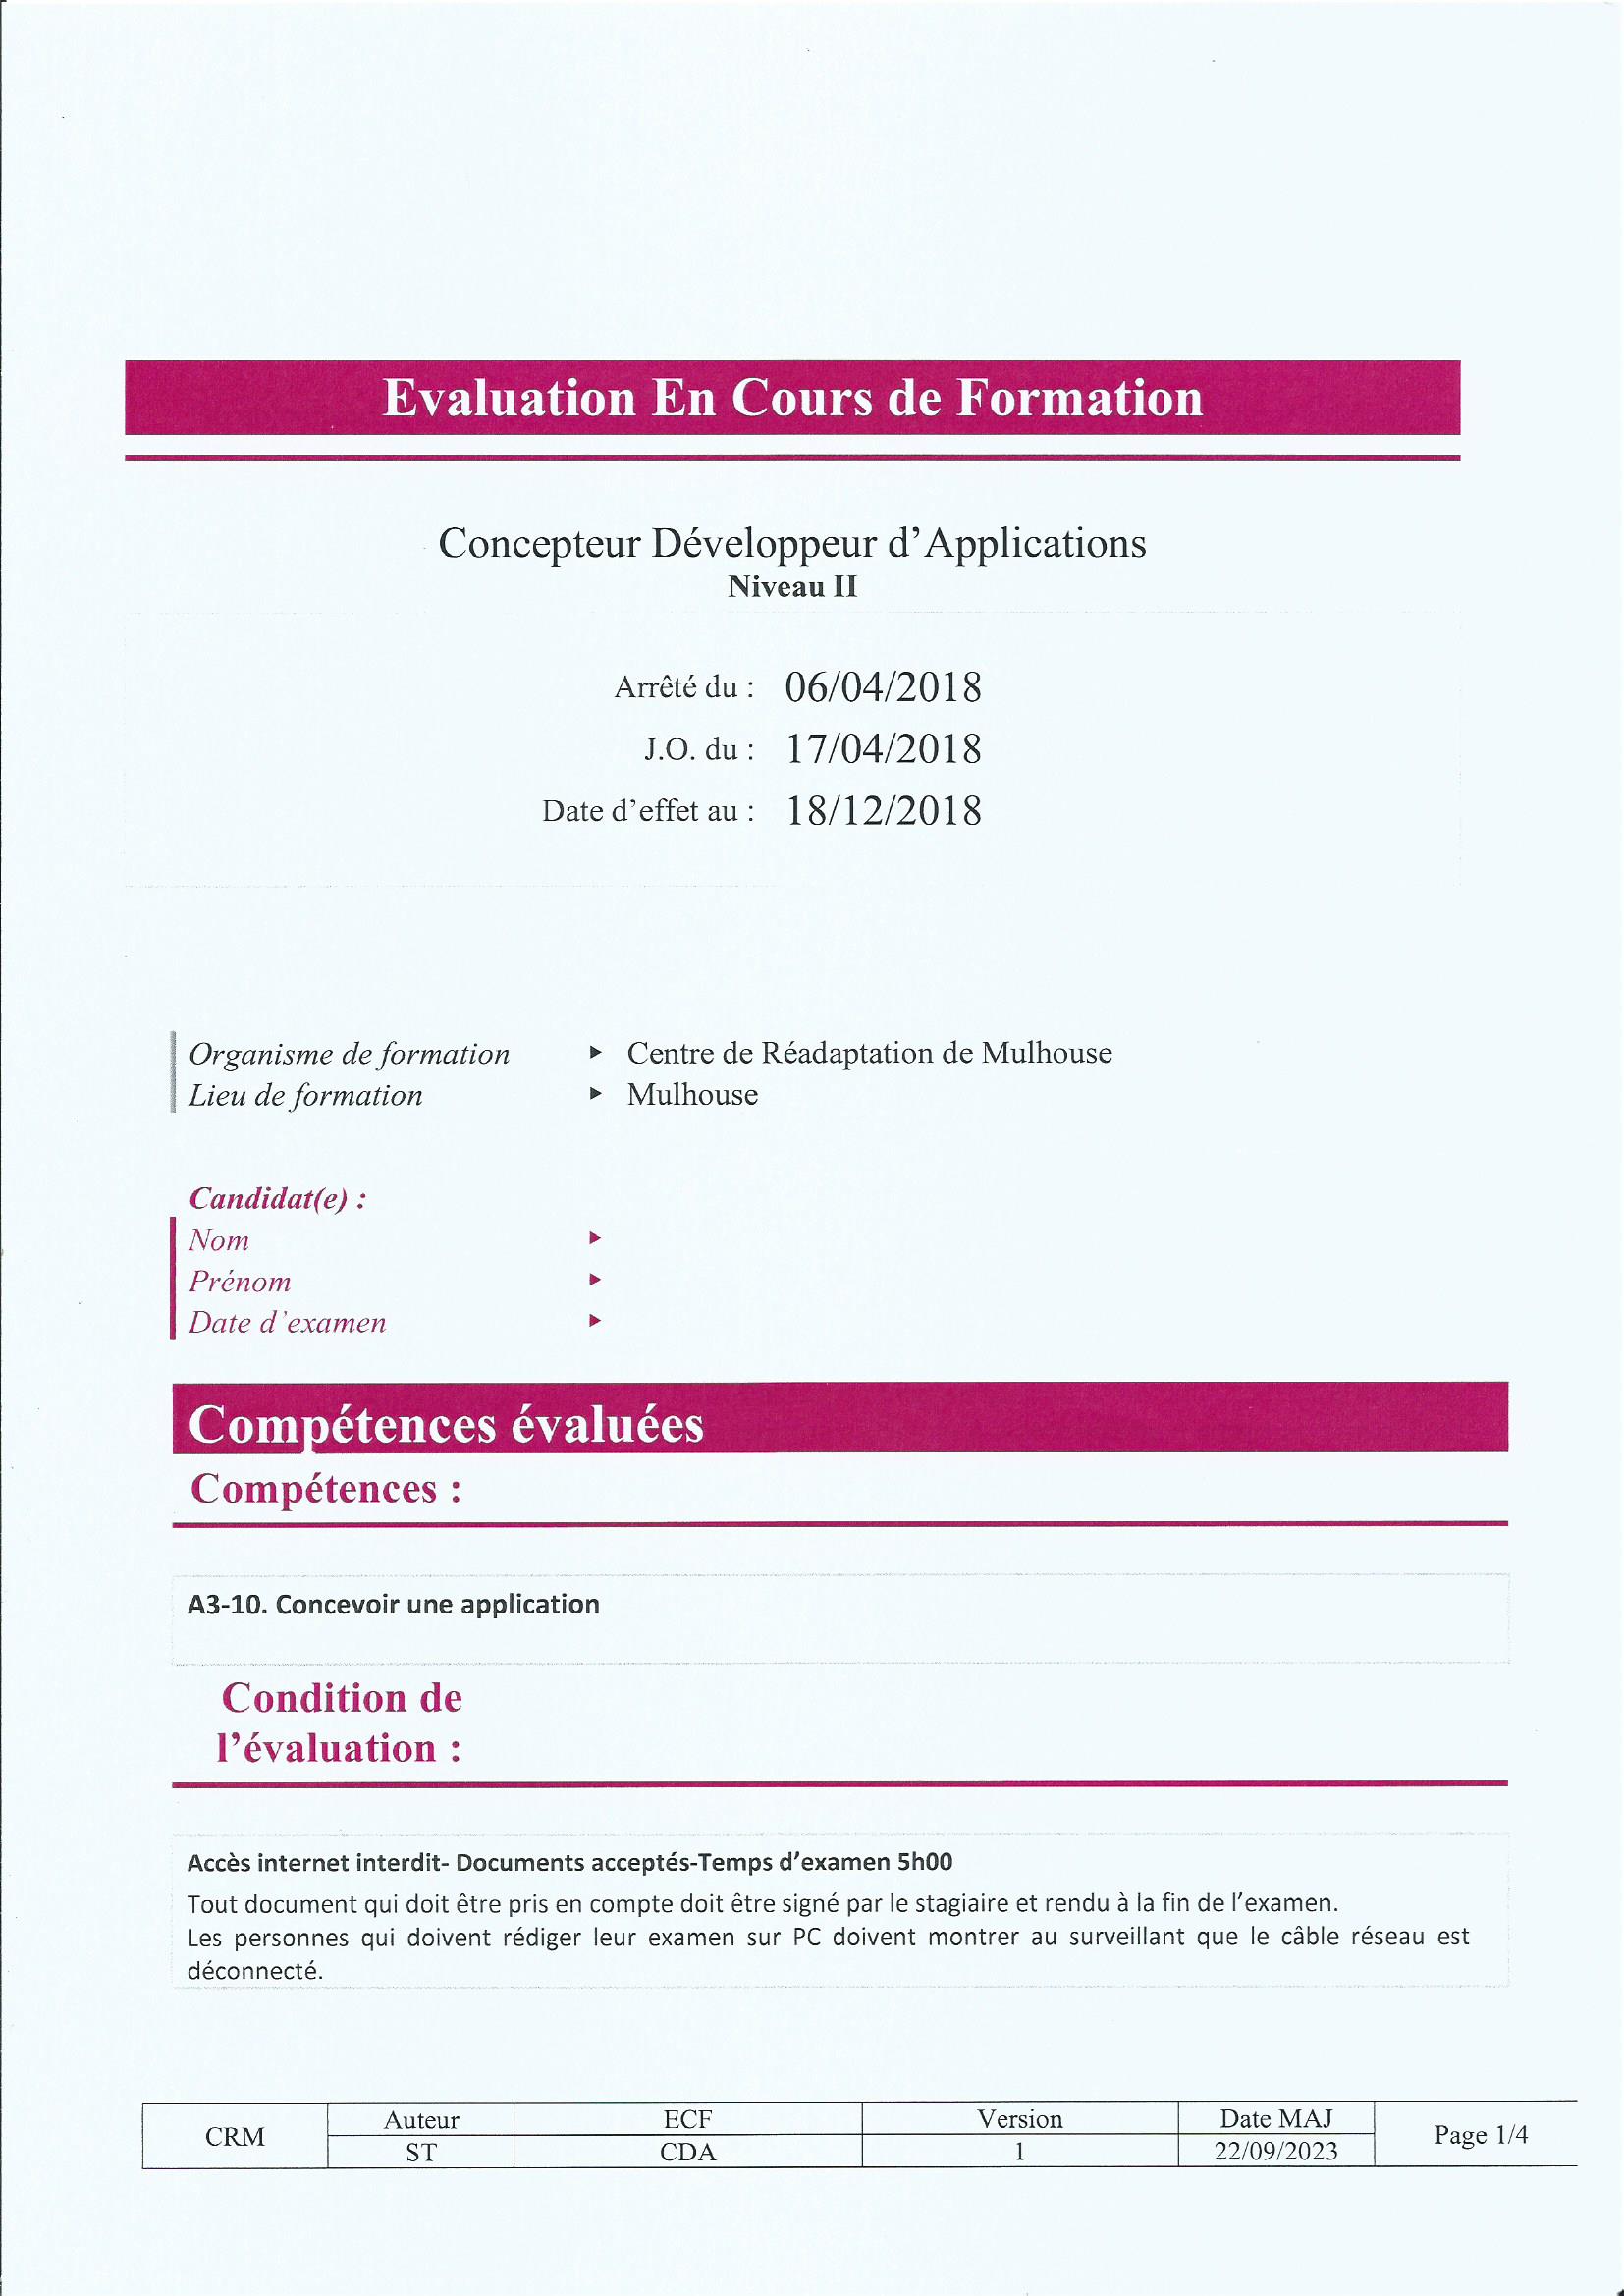 Evaluation En Cours de Formation
Concepteur Développeur d'Applications
Niveau II
Arrêté du : 06/04/2018
J.O. du : 17/04/2018
Date d'effet au : 18/12/2018
Organisme de formation ► Centre de Réadaptation de Mulhouse
Lieu de formation ► Mulhouse
Candidat(e) :
Nom ►
Prénom ►
Date d'examen ►
Compétences évaluées
Compétences :
A3-10. Concevoir une application
Condition de
l'évaluation :
Accès internet interdit- Documents acceptés-Temps d'examen 5h00
Tout document qui doit être pris en compte doit être signé par le stagiaire et rendu à la fin de l'examen.
Les personnes qui doivent rédiger leur examen sur PC doivent montrer au surveillant que le câble réseau est
déconnecté.
CRM Auteur ECF Version Date MAJ Page 1/4
ST CDA 1 22/09/2023